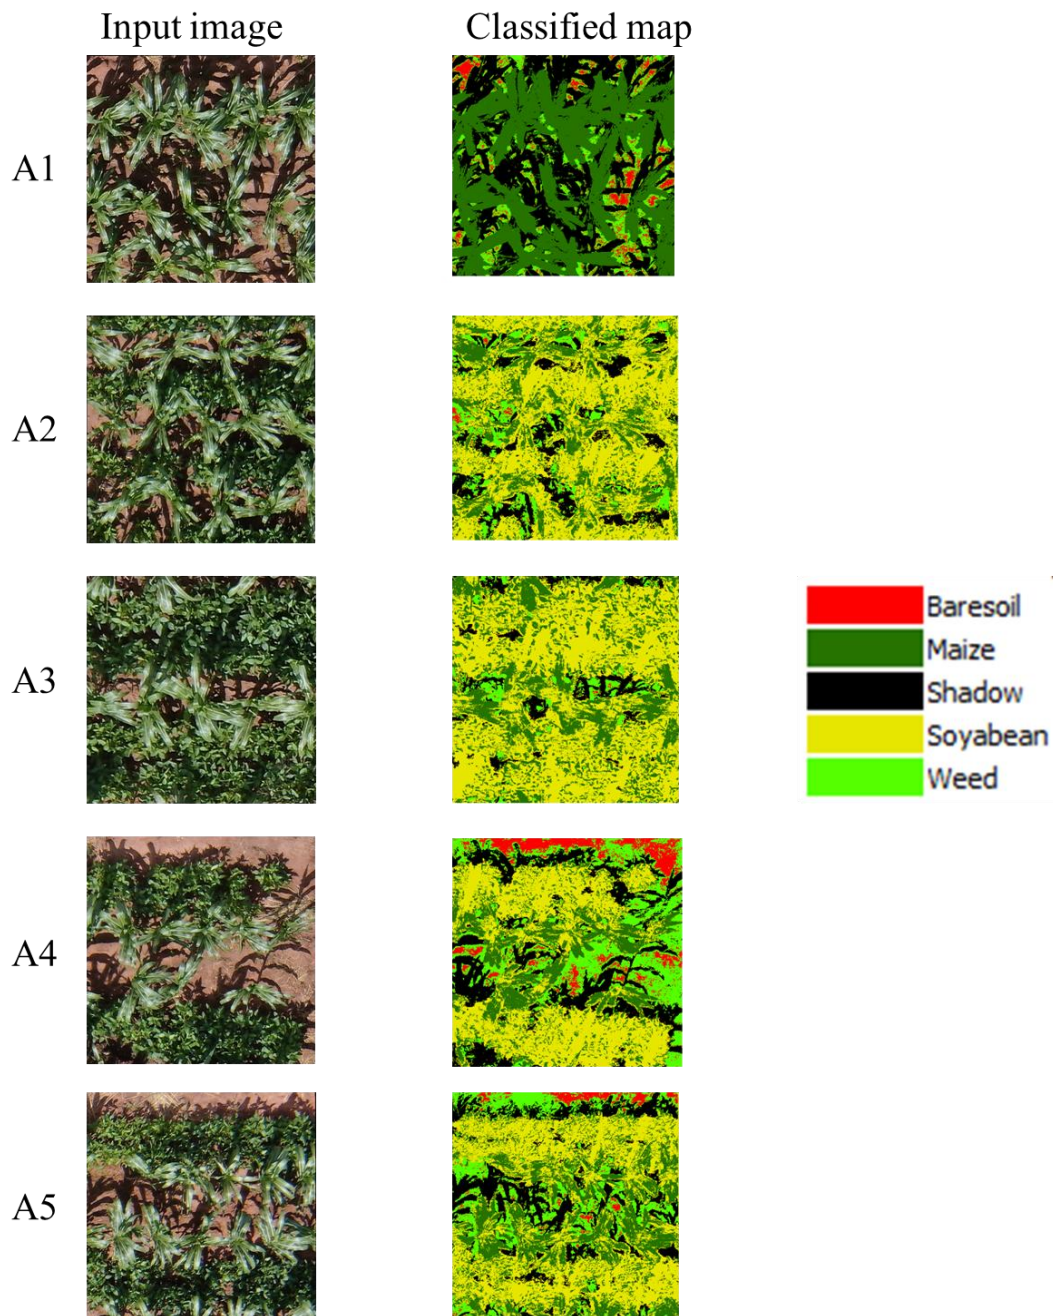 Input image
Classified map
A1
A2
A3
Baresoil
Maize
Shadow
Soyabean
Weed
A4
A5